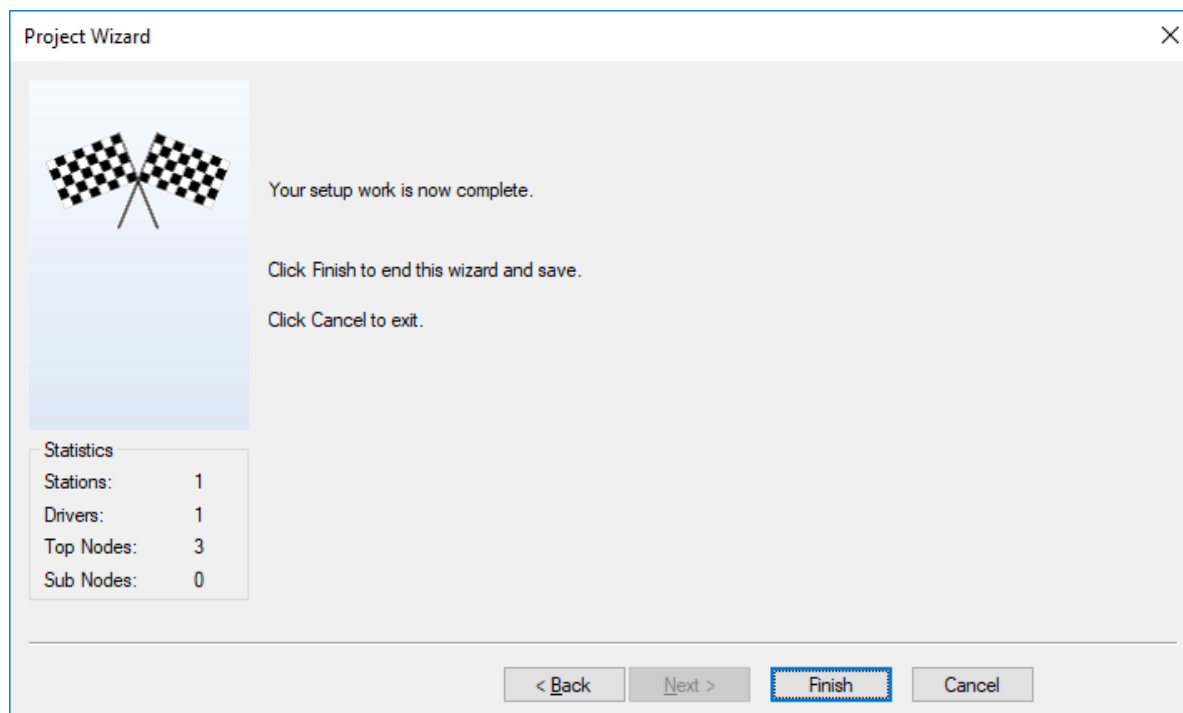 Project Wizard
Your setup work is now complete.
Click Finish to end this wizard and save.
Click Cancel to exit.
Statistics
Stations: 1
Drivers: 1
Top Nodes: 3
Sub Nodes: 0
< Back Next > Finish Cancel